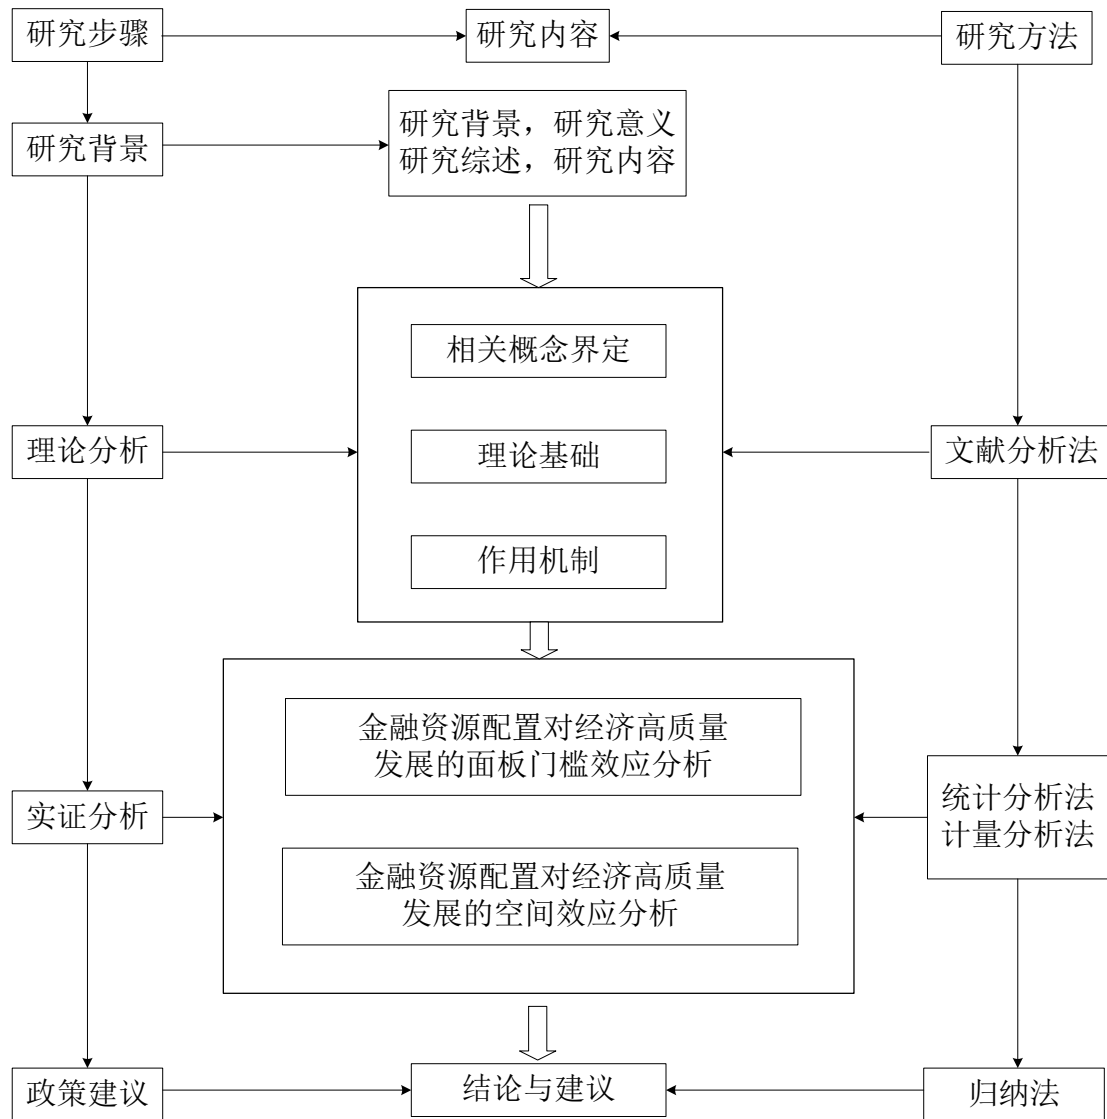 研究步骤
研究内容
研究方法
研究背景
研究背景，研究意义
研究综述，研究内容
相关概念界定
理论分析
理论基础
文献分析法
作用机制
金融资源配置对经济高质量
发展的面板门槛效应分析
实证分析
统计分析法
计量分析法
金融资源配置对经济高质量
发展的空间效应分析
政策建议
结论与建议
归纳法